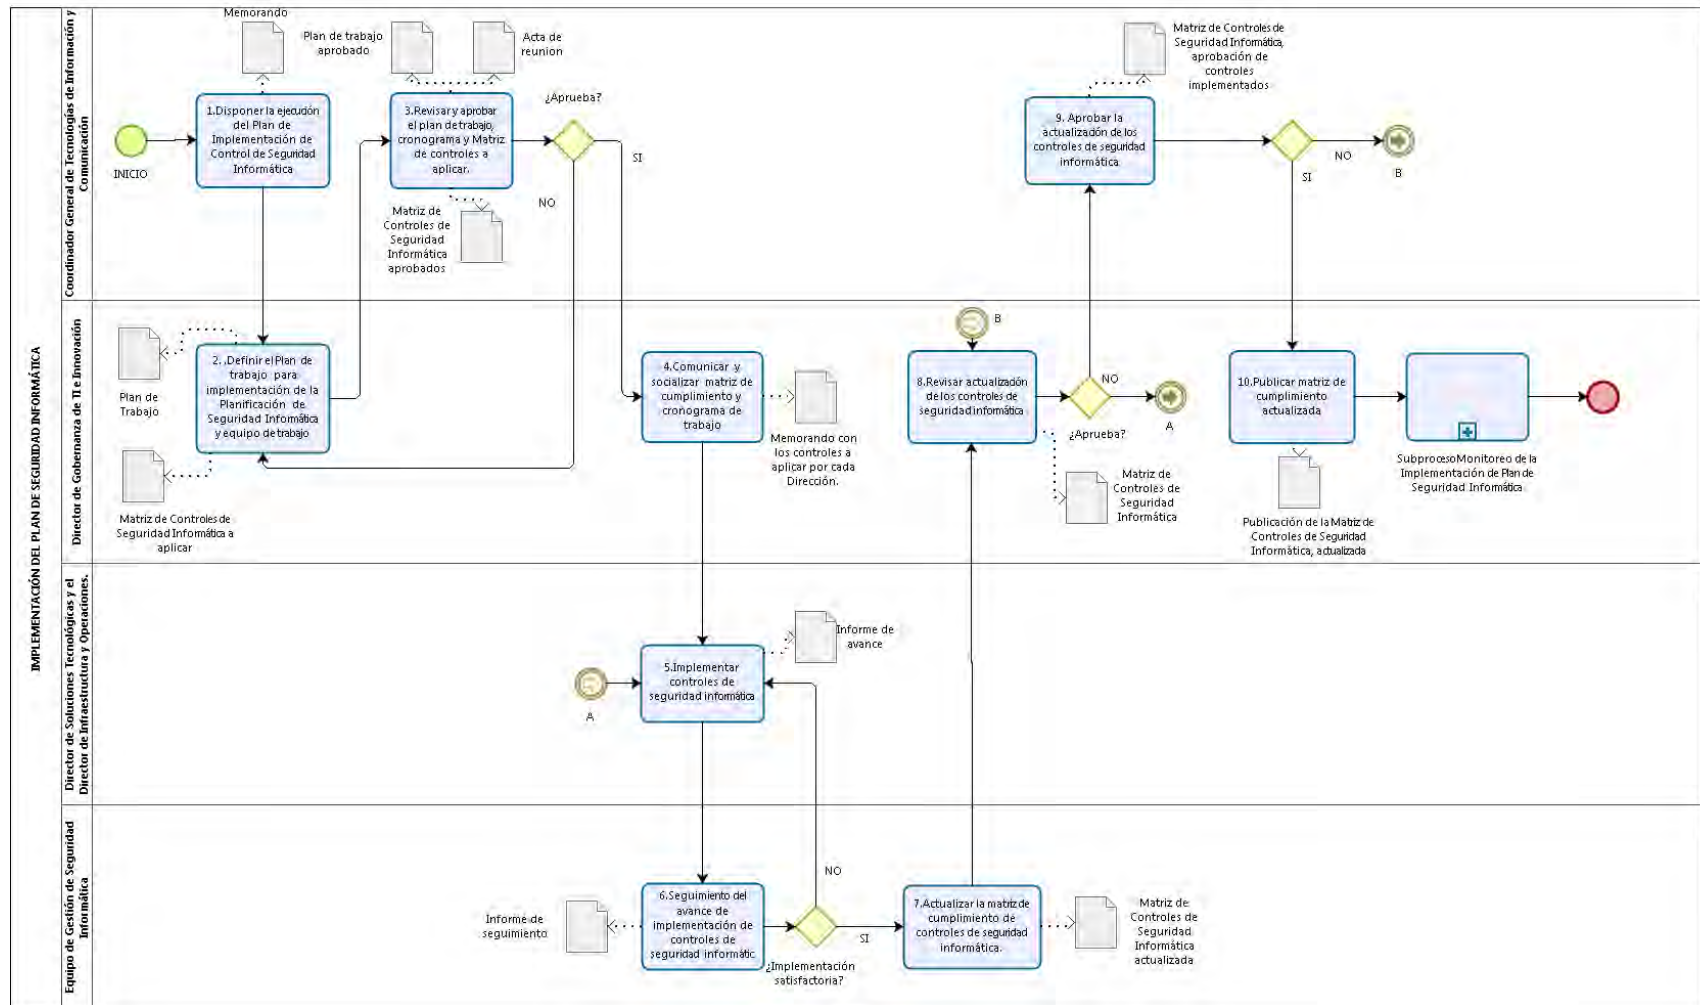 IMPLEMENTACIÓN DEL PLAN DE SEGURIDAD INFORMÁTICA
Coordinador General de Tecnologías de Información y
Comunicación
INICIO
Memorando
1.Disponer la ejecución
del Plan de
Implementación de
Control de Seguridad
Informática
Plan de trabajo
aprobado
Acta de
reunion
3.Revisar y aprobar
el plan de trabajo,
cronograma y Matriz
de controles a
aplicar.
Matriz de
Controles de
Seguridad
Informática
aprobados
¿Aprueba?
SI
NO
Matriz de Controles de
Seguridad Informática,
aprobación de
controles
implementados
9. Aprobar la
actualización de los
controles de seguridad
informática
NO
SI
B
Director de Gobernanza de TI e Innovación
Plan de
Trabajo
2. .Definir el Plan de
trabajo para
implementación de la
Planificación de
Seguridad Informática
y equipo de trabajo
Matriz de Controles de
Seguridad Informática a
aplicar
4.Comunicar y
socializar matriz de
cumplimiento y
cronograma de
trabajo
Memorando con
los controles a
aplicar por cada
Dirección.
B
8.Revisar actualización
de los controles de
seguridad informática
NO
¿Aprueba?
A
Matriz de
Controles de
Seguridad
Informática
10.Publicar matriz de
cumplimiento
actualizada
Publicación de la Matriz de
Controles de Seguridad
Informática, actualizada
Subproceso Monitoreo de la
Implementación de Plan de
Seguridad Informática
Director de Soluciones Tecnológicas y el
Director de Infraestructura y Operaciones.
A
5.Implementar
controles de
seguridad informática
Informe de
avance
Equipo de Gestión de Seguridad
Informática
Informe de
seguimiento
6.Seguimiento del
avance de
implementación de
controles de
seguridad informátic
NO
SI
¿Implementación
satisfactoria?
7.Actualizar la matriz de
cumplimiento de
controles de seguridad
informática.
Matriz de
Controles de
Seguridad
Informática
actualizada